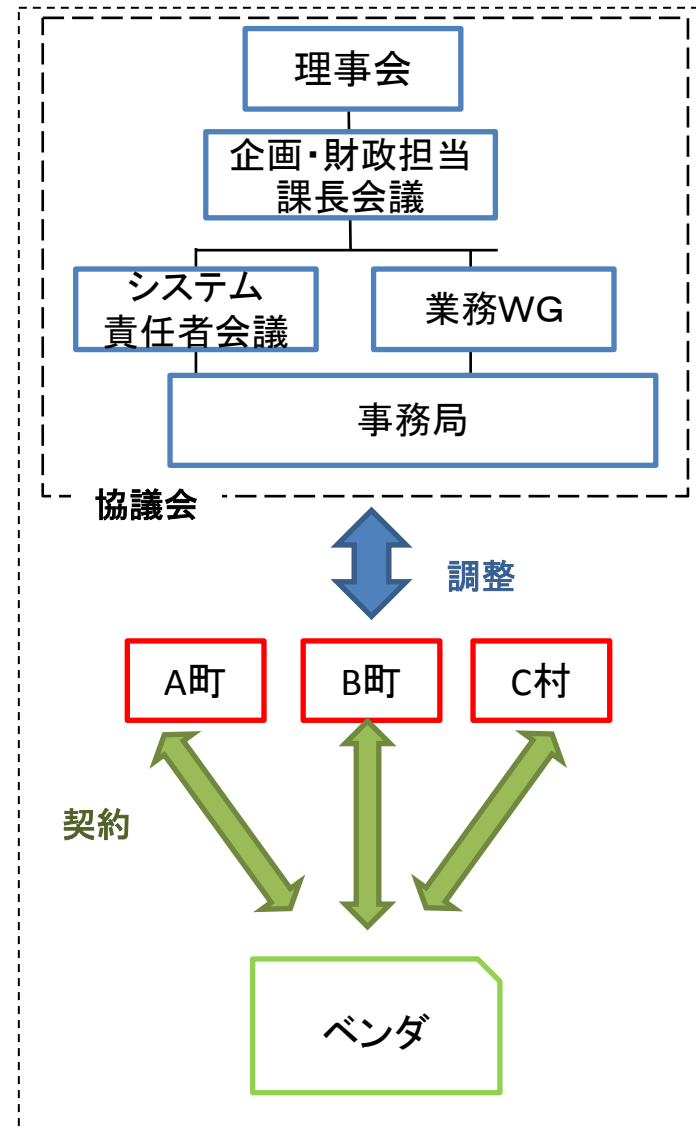 理事会
企画・財政担当
課長会議
システム
責任者会議
業務WG
事務局
協議会
調整
A町
B町
C村
契約
ベンダ